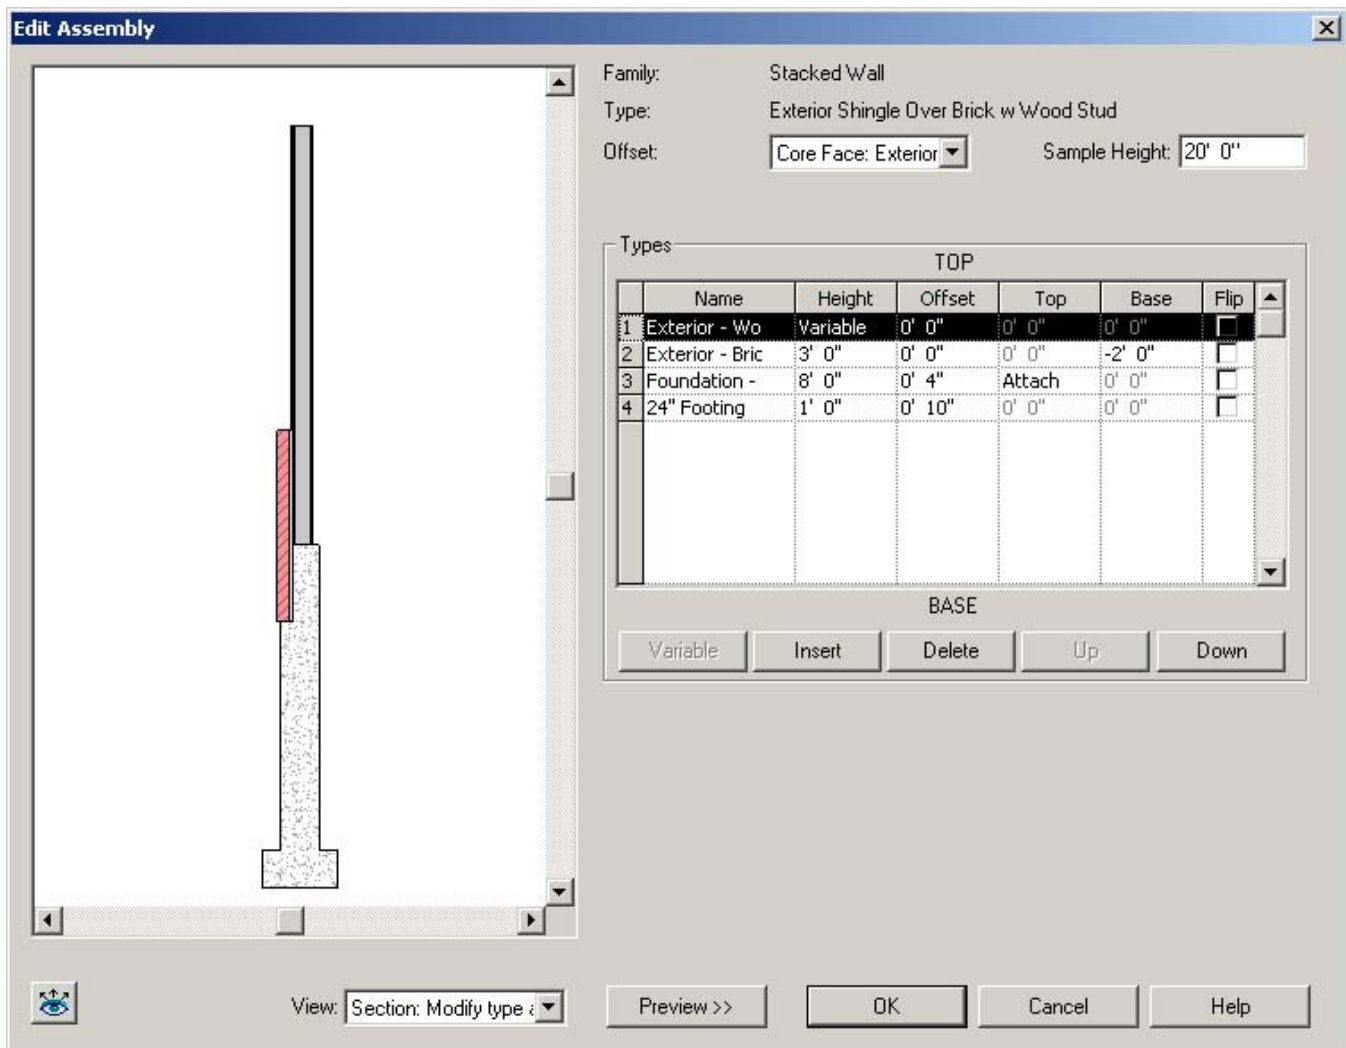 Edit Assembly
Family: Stacked Wall
Type: Exterior Shingle Over Brick w Wood Stud
Offset: Core Face: Exterior Sample Height: 20' 0"
Types
TOP
Name Height Offset Top Base Flip
1 Exterior - Wo Variable 0' 0" 0' 0" 0' 0"
2 Exterior - Bric 3' 0" 0' 0" 0' 0" -2' 0"
3 Foundation - 8' 0" 0' 4" Attach 0' 0"
4 24" Footing 1' 0" 0' 10" 0' 0" 0' 0"
BASE
Variable Insert Delete Up Down
View: Section: Modify type a Preview >> OK Cancel Help